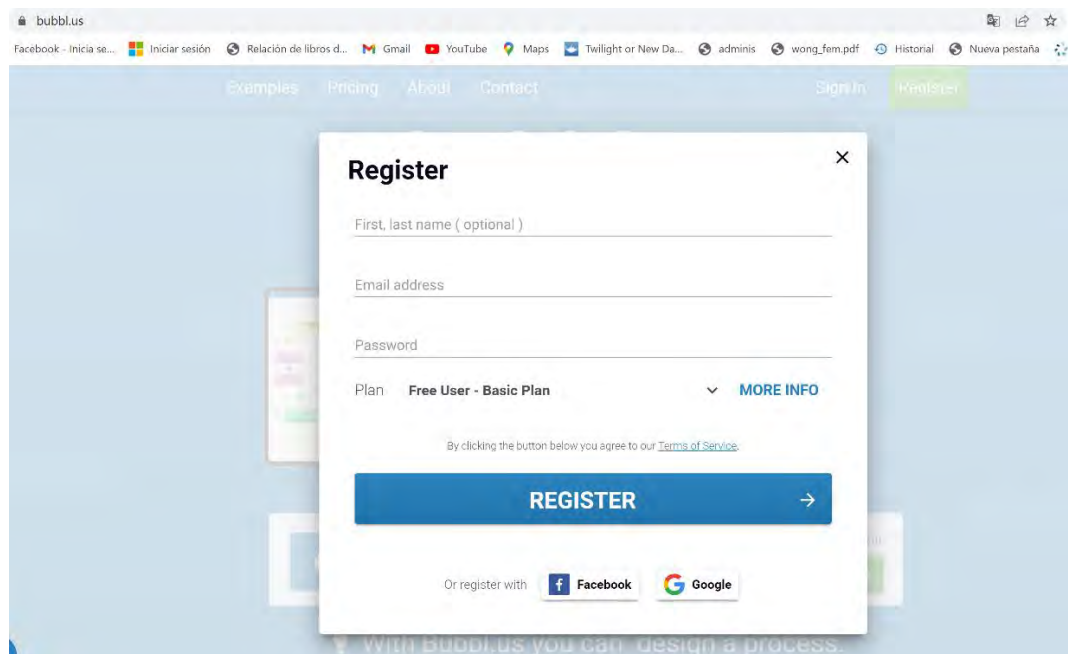 bubbl.us
Facebook - Inicia se... Iniciar sesión Relación de libros d... Gmail YouTube Maps Twilight or New Da... adminis wong_fem.pdf Historial Nueva pestaña
Examples Pricing About Contact Sign In Register
Register
First, last name ( optional )
Email address
Password
Plan Free User - Basic Plan MORE INFO
By clicking the button below you agree to our Terms of Service.
REGISTER
Or register with Facebook Google
With Bubbl.us you can design a process.